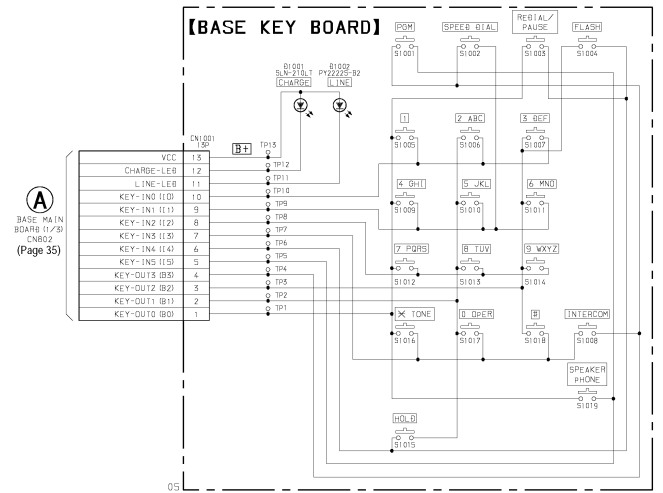 【BASE KEY BOARD】
PGM
S1001
SPEED DIAL
S1002
REDIAL/
PAUSE
S1003
FLASH
S1004
D1001
SLN-210LT
CHARGE
D1002
PY22225-B2
LINE
1
S1005
2 ABC
S1006
3 DEF
S1007
4 GHI
S1009
5 JKL
S1010
6 MNO
S1011
7 PQRS
S1012
8 TUV
S1013
9 WXYZ
S1014
✕ TONE
S1016
0 OPER
S1017
#
S1018
INTERCOM
S1008
SPEAKER
PHONE
S1019
HOLD
S1015
CN1001
13P
B+
VCC 13 TP13
CHARGE-LED 12 TP12
LINE-LED 11 TP11
KEY-IN0 (I0) 10 TP10
KEY-IN1 (I1) 9 TP9
KEY-IN2 (I2) 8 TP8
KEY-IN3 (I3) 7 TP7
KEY-IN4 (I4) 6 TP6
KEY-IN5 (I5) 5 TP5
KEY-OUT3 (B3) 4 TP4
KEY-OUT2 (B2) 3 TP3
KEY-OUT1 (B1) 2 TP2
KEY-OUT0 (B0) 1 TP1
A
BASE MAIN
BOARD (1/3)
CN802
(Page 35)
05